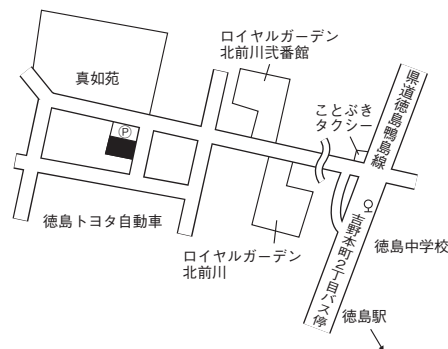 ロイヤルガーデン
北前川弐番館
真如苑
ことぶき
タクシー
県道徳島鴨島線
P
徳島トヨタ自動車
ロイヤルガーデン
北前川
吉野本町2丁目バス停
徳島中学校
徳島駅